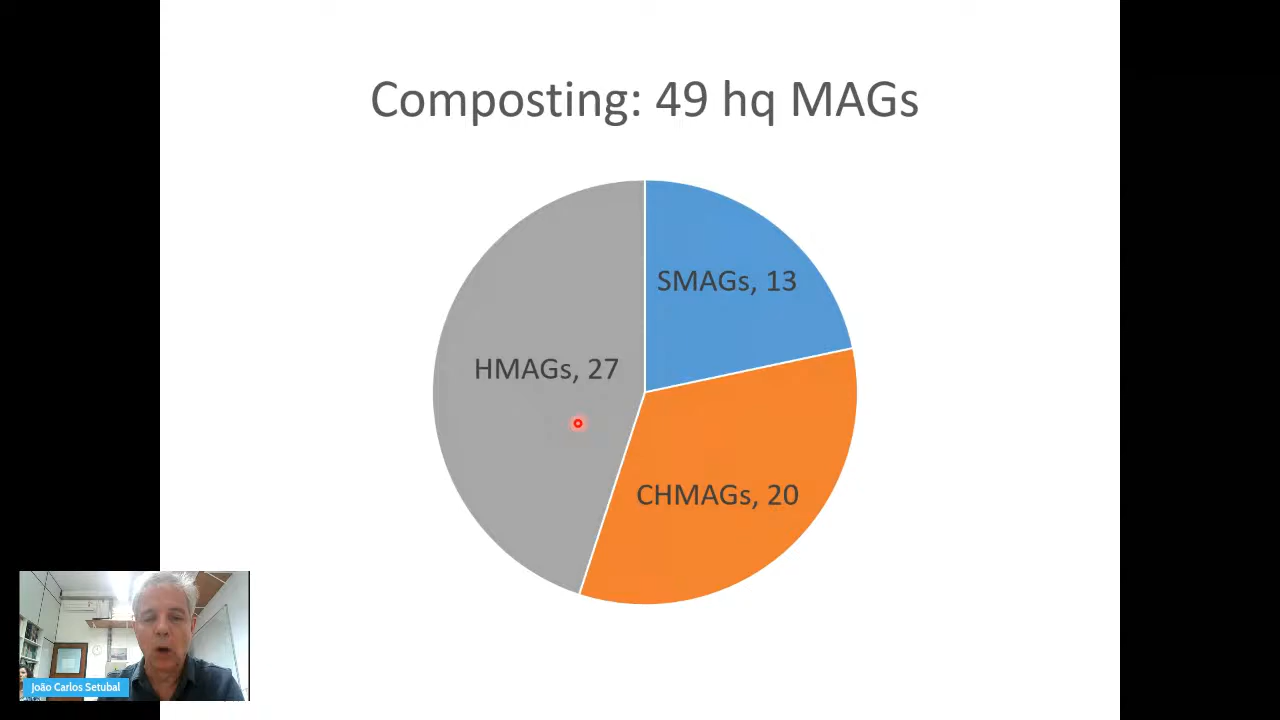 Composting: 49 hq MAGs
SMAGs, 13
HMAGs, 27
CHMAGs, 20
João Carlos Setubal